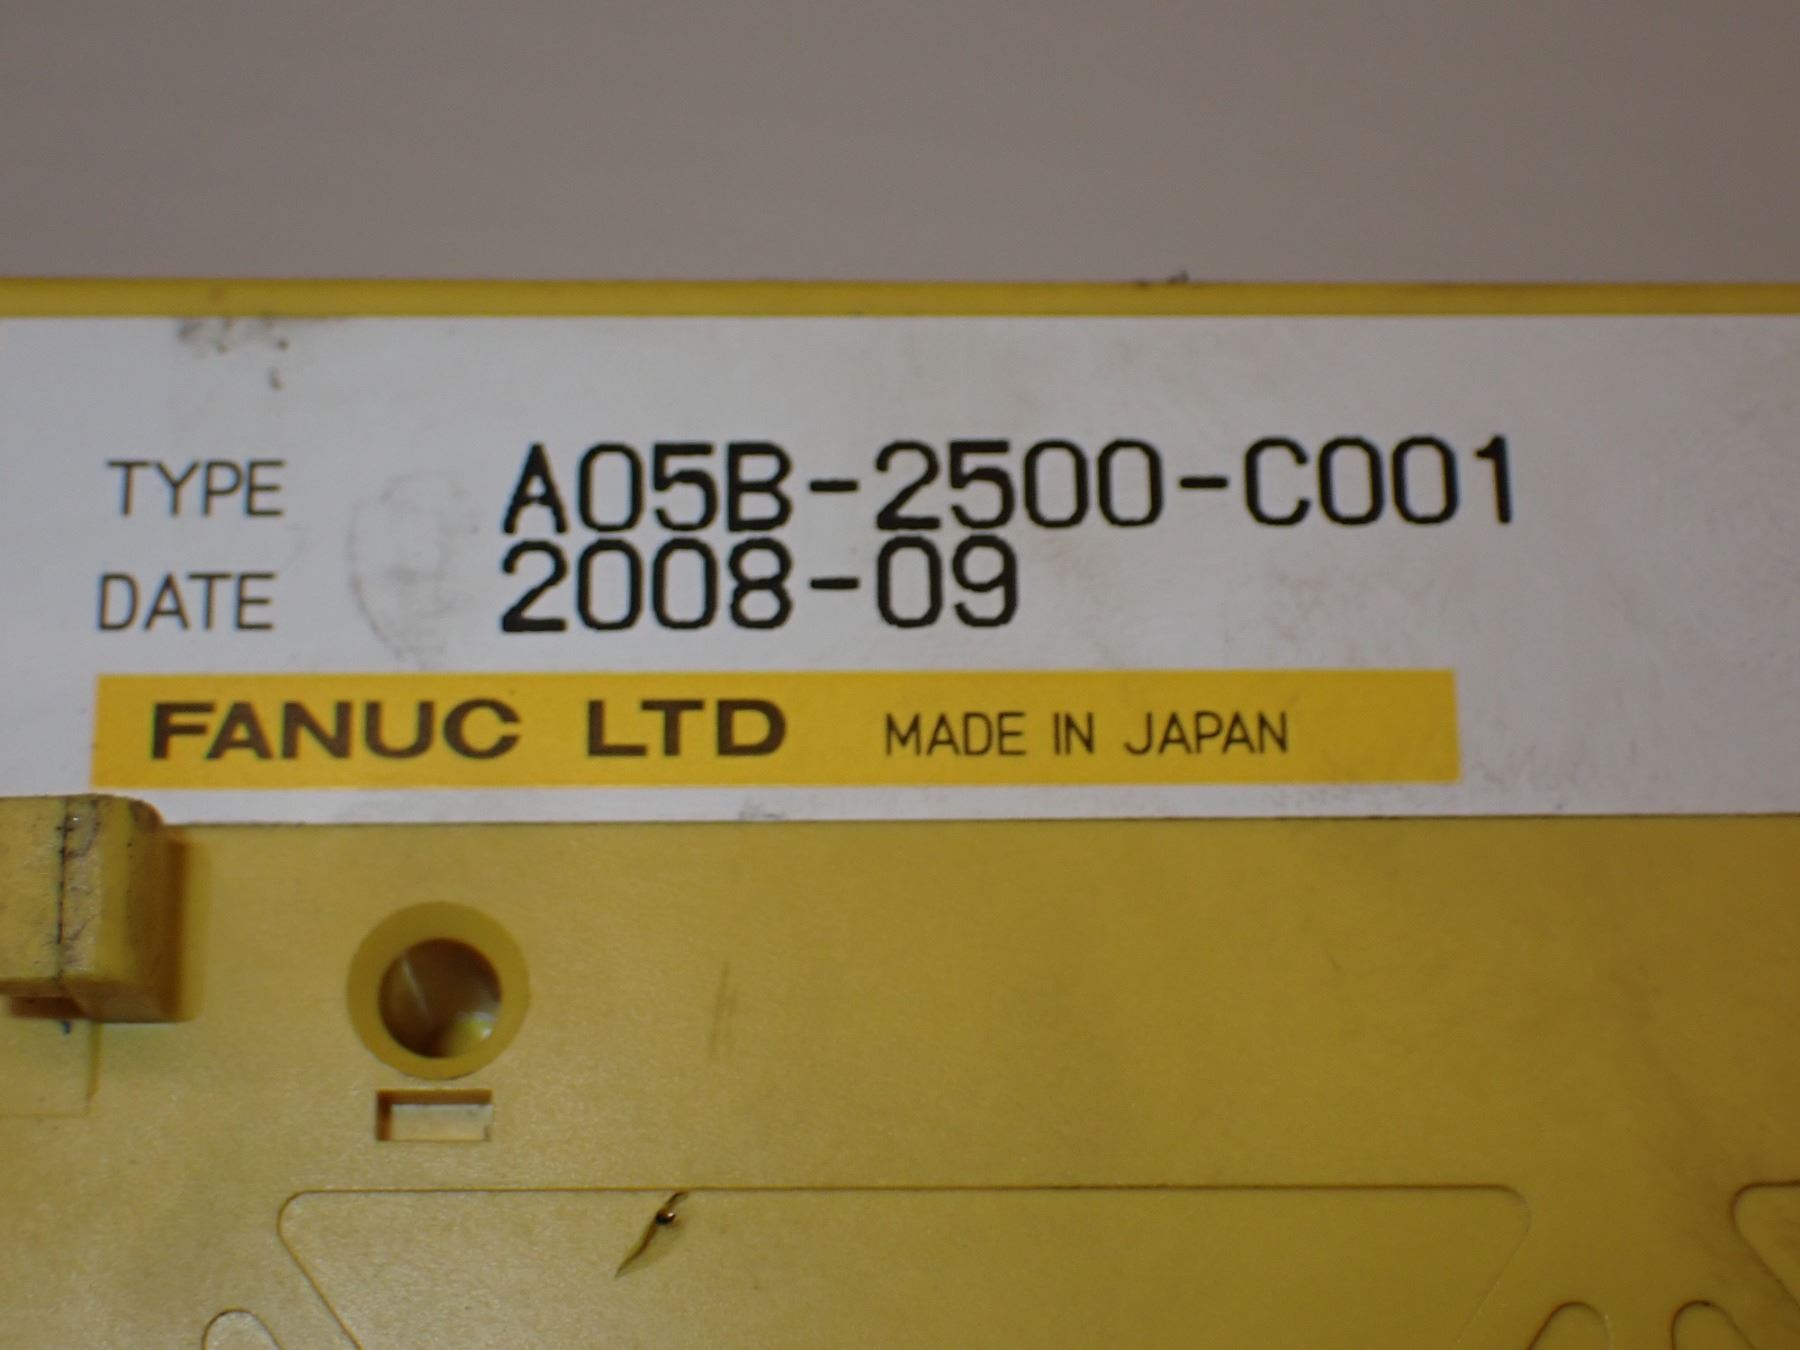 TYPE A05B-2500-C001
DATE 2008-09
FANUC LTD MADE IN JAPAN